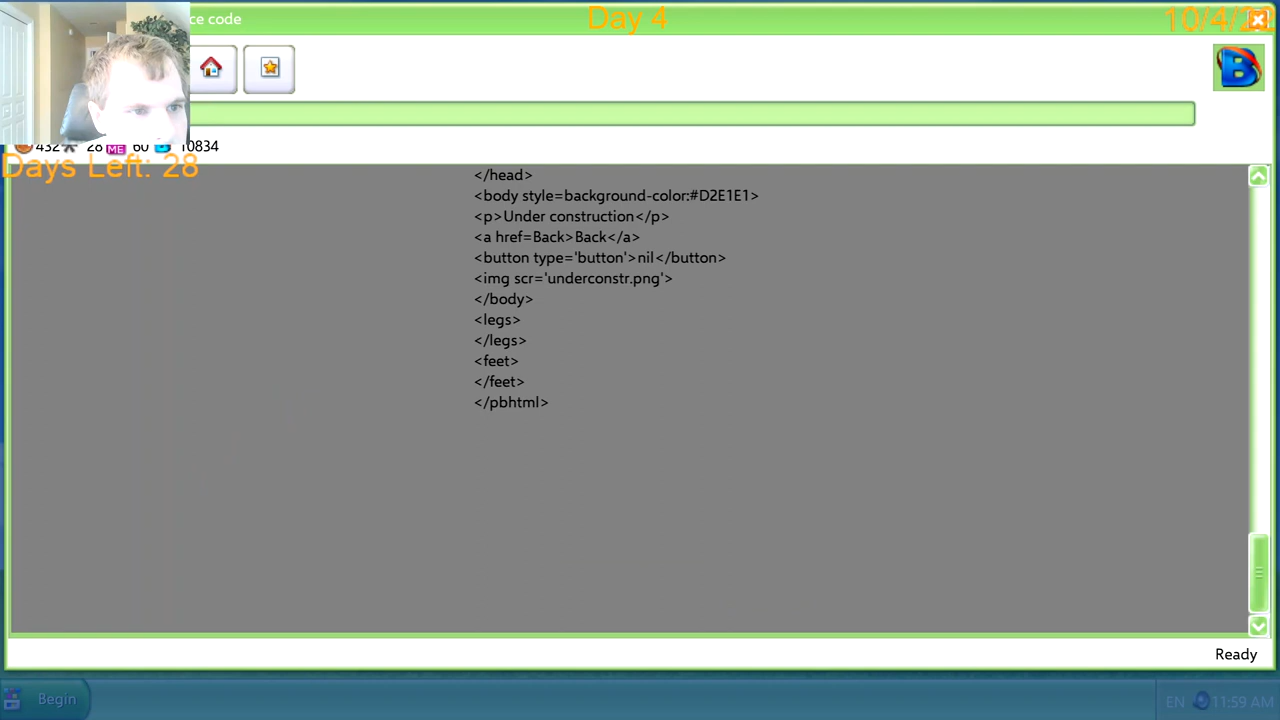 ce code
Day 4
10/4/2
432 28 ME 60 10834
Days Left: 28
</head>
<body style=background-color:#D2E1E1>
<p>Under construction</p>
<a href=Back>Back</a>
<button type='button'>nil</button>
<img scr='underconstr.png'>
</body>
<legs>
</legs>
<feet>
</feet>
</pbhtml>
Ready
Begin
EN 11:59 AM